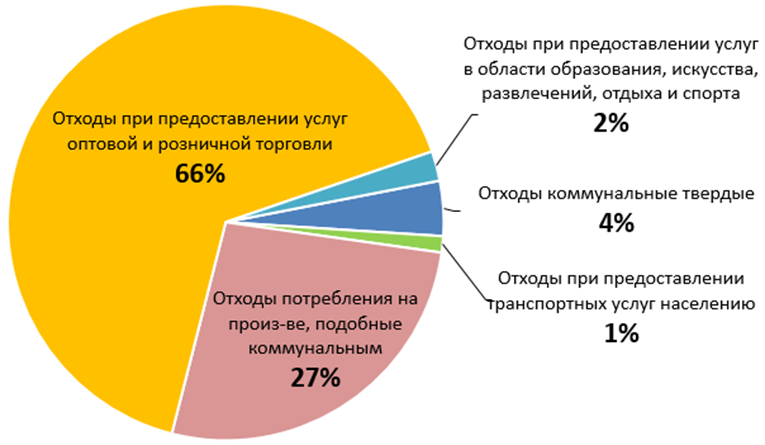 Отходы при предоставлении услуг
в области образования, искусства,
развлечений, отдыха и спорта
2%
Отходы при предоставлении услуг
оптовой и розничной торговли
66%
Отходы коммунальные твердые
4%
Отходы при предоставлении
транспортных услуг населению
1%
Отходы потребления на
произ-ве, подобные
коммунальным
27%